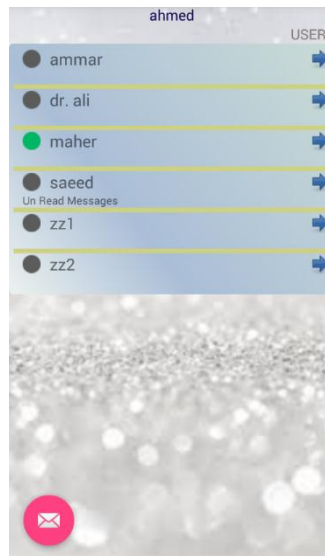 ahmed
USER
ammar
dr. ali
maher
saeed
Un Read Messages
zz1
zz2